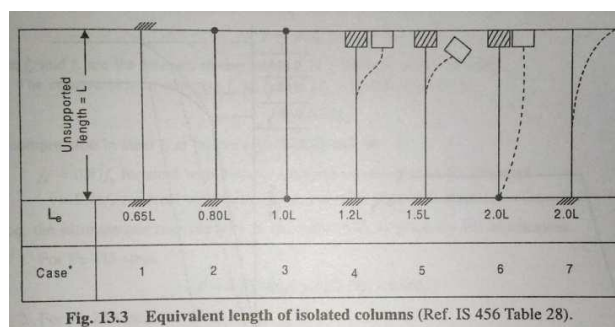 Unsupported
length = L
Le 0.65L 0.80L 1.0L 1.2L 1.5L 2.0L 2.0L
Case* 1 2 3 4 5 6 7
Fig. 13.3 Equivalent length of isolated columns (Ref. IS 456 Table 28).